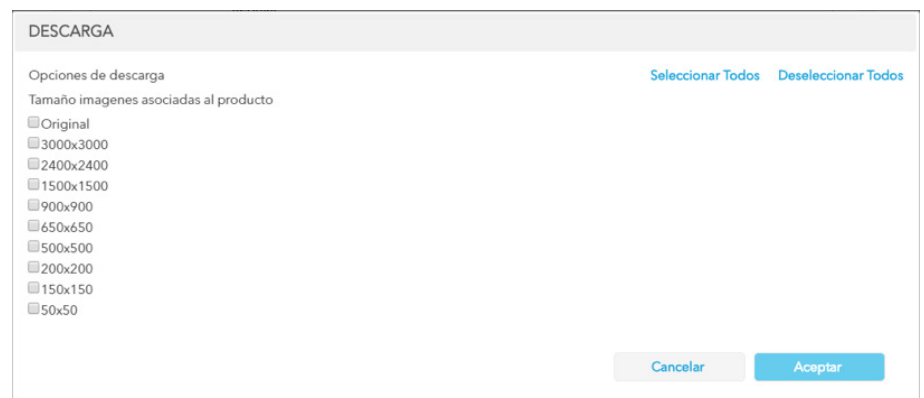 DESCARGA
Opciones de descarga Seleccionar Todos Deseleccionar Todos
Tamaño imagenes asociadas al producto
Original
3000x3000
2400x2400
1500x1500
900x900
650x650
500x500
200x200
150x150
50x50
Cancelar Aceptar